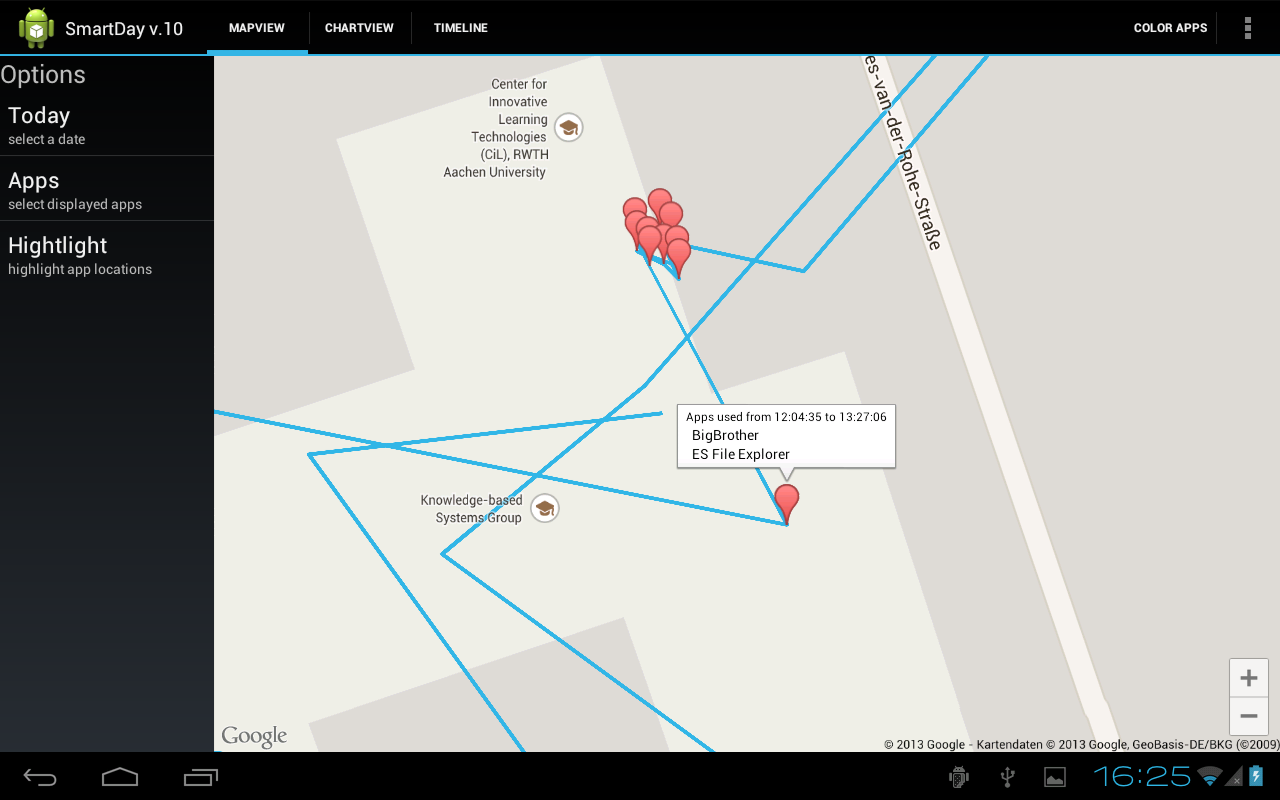 SmartDay v.10
MAPVIEW
CHARTVIEW
TIMELINE
COLOR APPS
Options
Today
select a date
Apps
select displayed apps
Hightlight
highlight app locations
Center for
Innovative
Learning
Technologies
(CiL), RWTH
Aachen University
es-van-der-Rohe-Straße
Apps used from 12:04:35 to 13:27:06
BigBrother
ES File Explorer
Knowledge-based
Systems Group
+
−
Google
© 2013 Google - Kartendaten © 2013 Google, GeoBasis-DE/BKG (©2009)
16:25